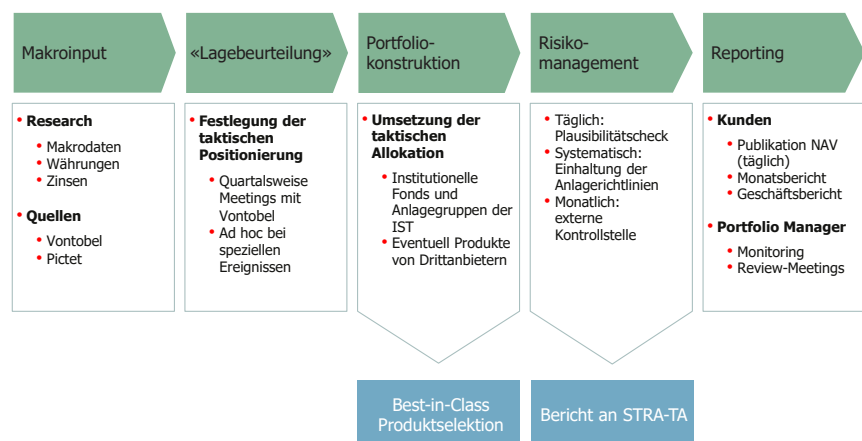 Makroinput
«Lagebeurteilung»
Portfolio-
konstruktion
Risiko-
management
Reporting
• Research
• Makrodaten
• Währungen
• Zinsen
• Quellen
• Vontobel
• Pictet
• Festlegung der
taktischen
Positionierung
• Quartalsweise
Meetings mit
Vontobel
• Ad hoc bei
speziellen
Ereignissen
• Umsetzung der
taktischen
Allokation
• Institutionelle
Fonds und
Anlagegruppen der
IST
• Eventuell Produkte
von Drittanbietern
• Täglich:
Plausibilitätscheck
• Systematisch:
Einhaltung der
Anlagerichtlinien
• Monatlich:
externe
Kontrollstelle
• Kunden
• Publikation NAV
(täglich)
• Monatsbericht
• Geschäftsbericht
• Portfolio Manager
• Monitoring
• Review-Meetings
Best-in-Class
Produktselektion
Bericht an STRA-TA